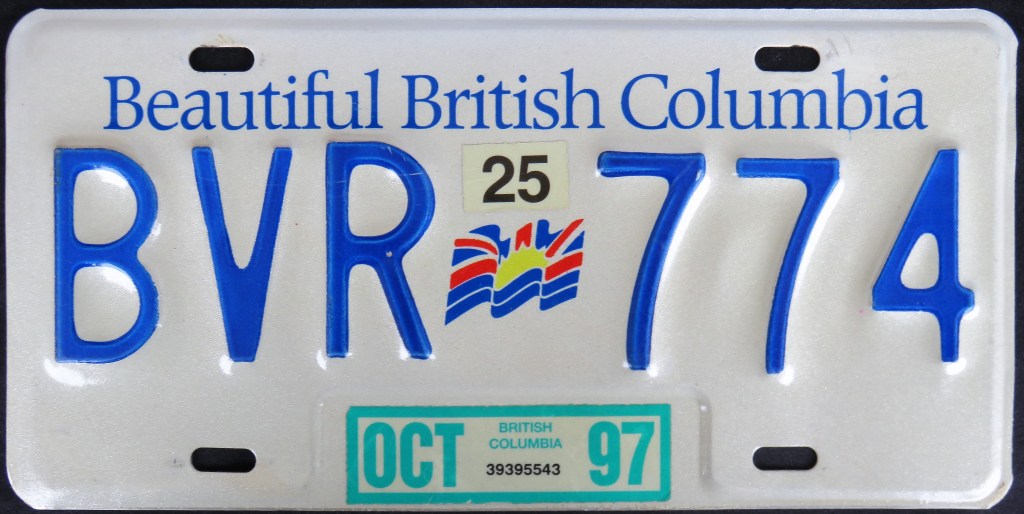 Beautiful British Columbia
BVR 25 774
OCT BRITISH COLUMBIA 39395543 97